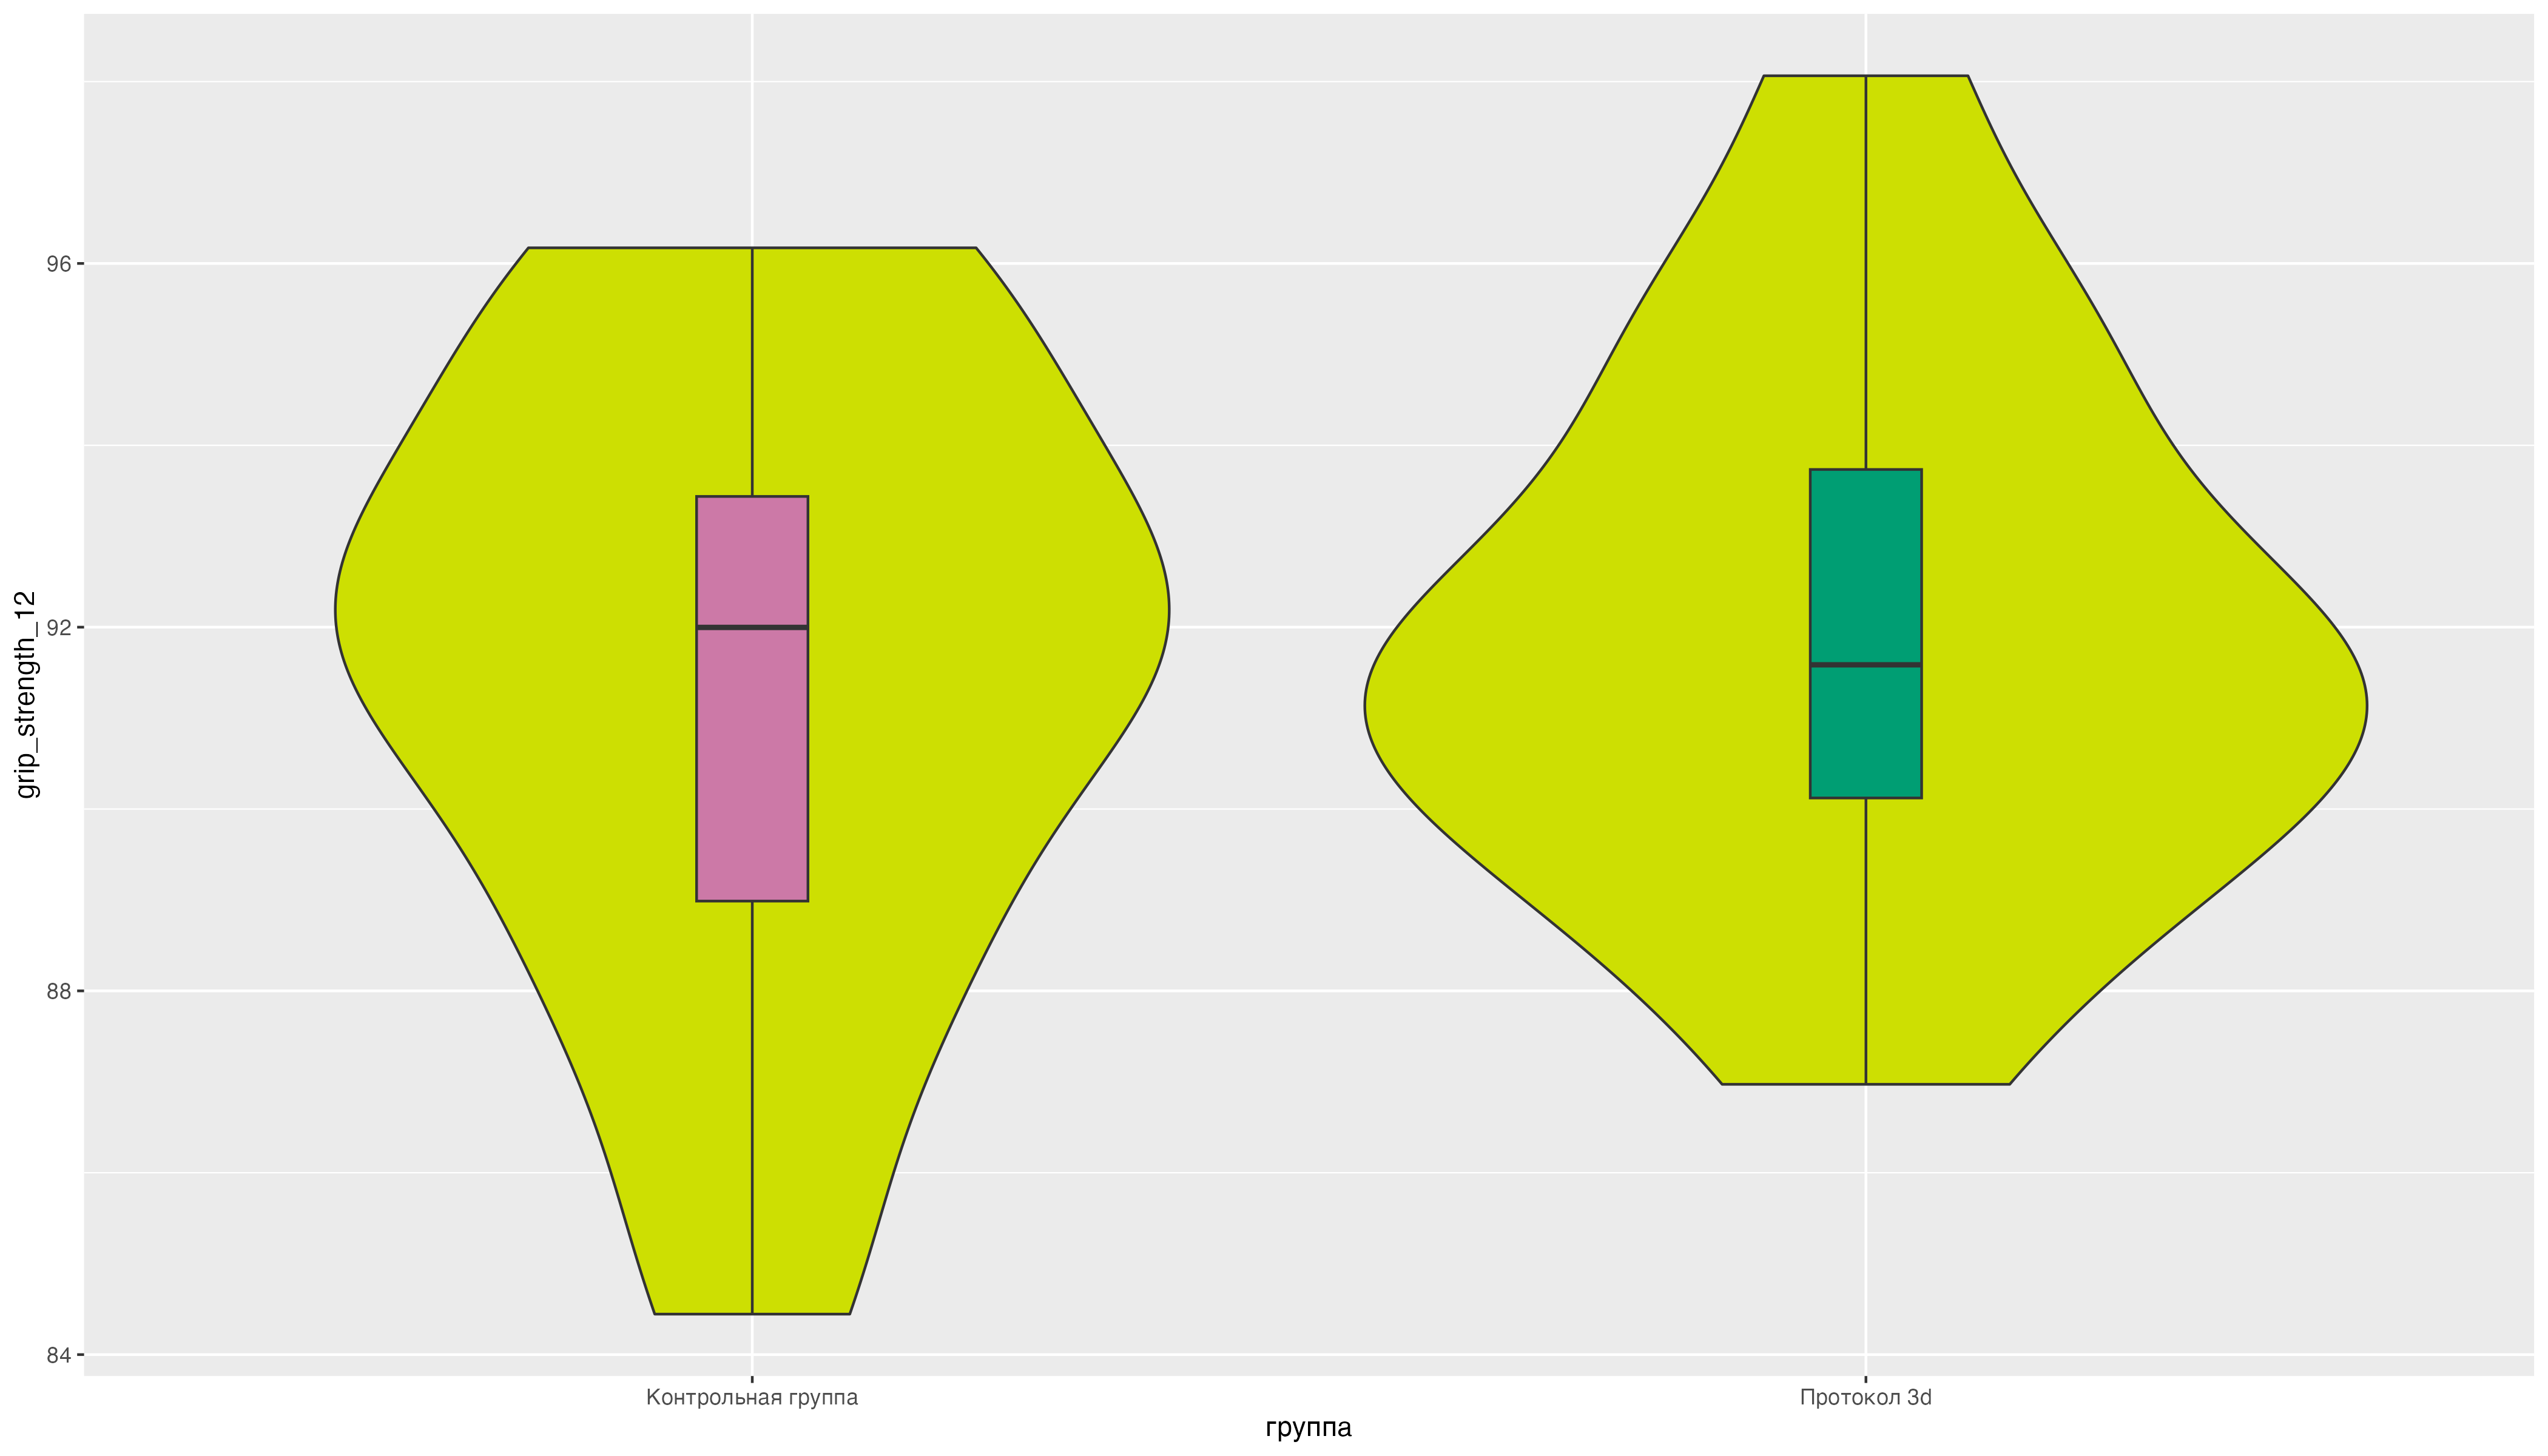 grip_strength_12
96
92
88
84
Контрольная группа
Протокол 3d
группа